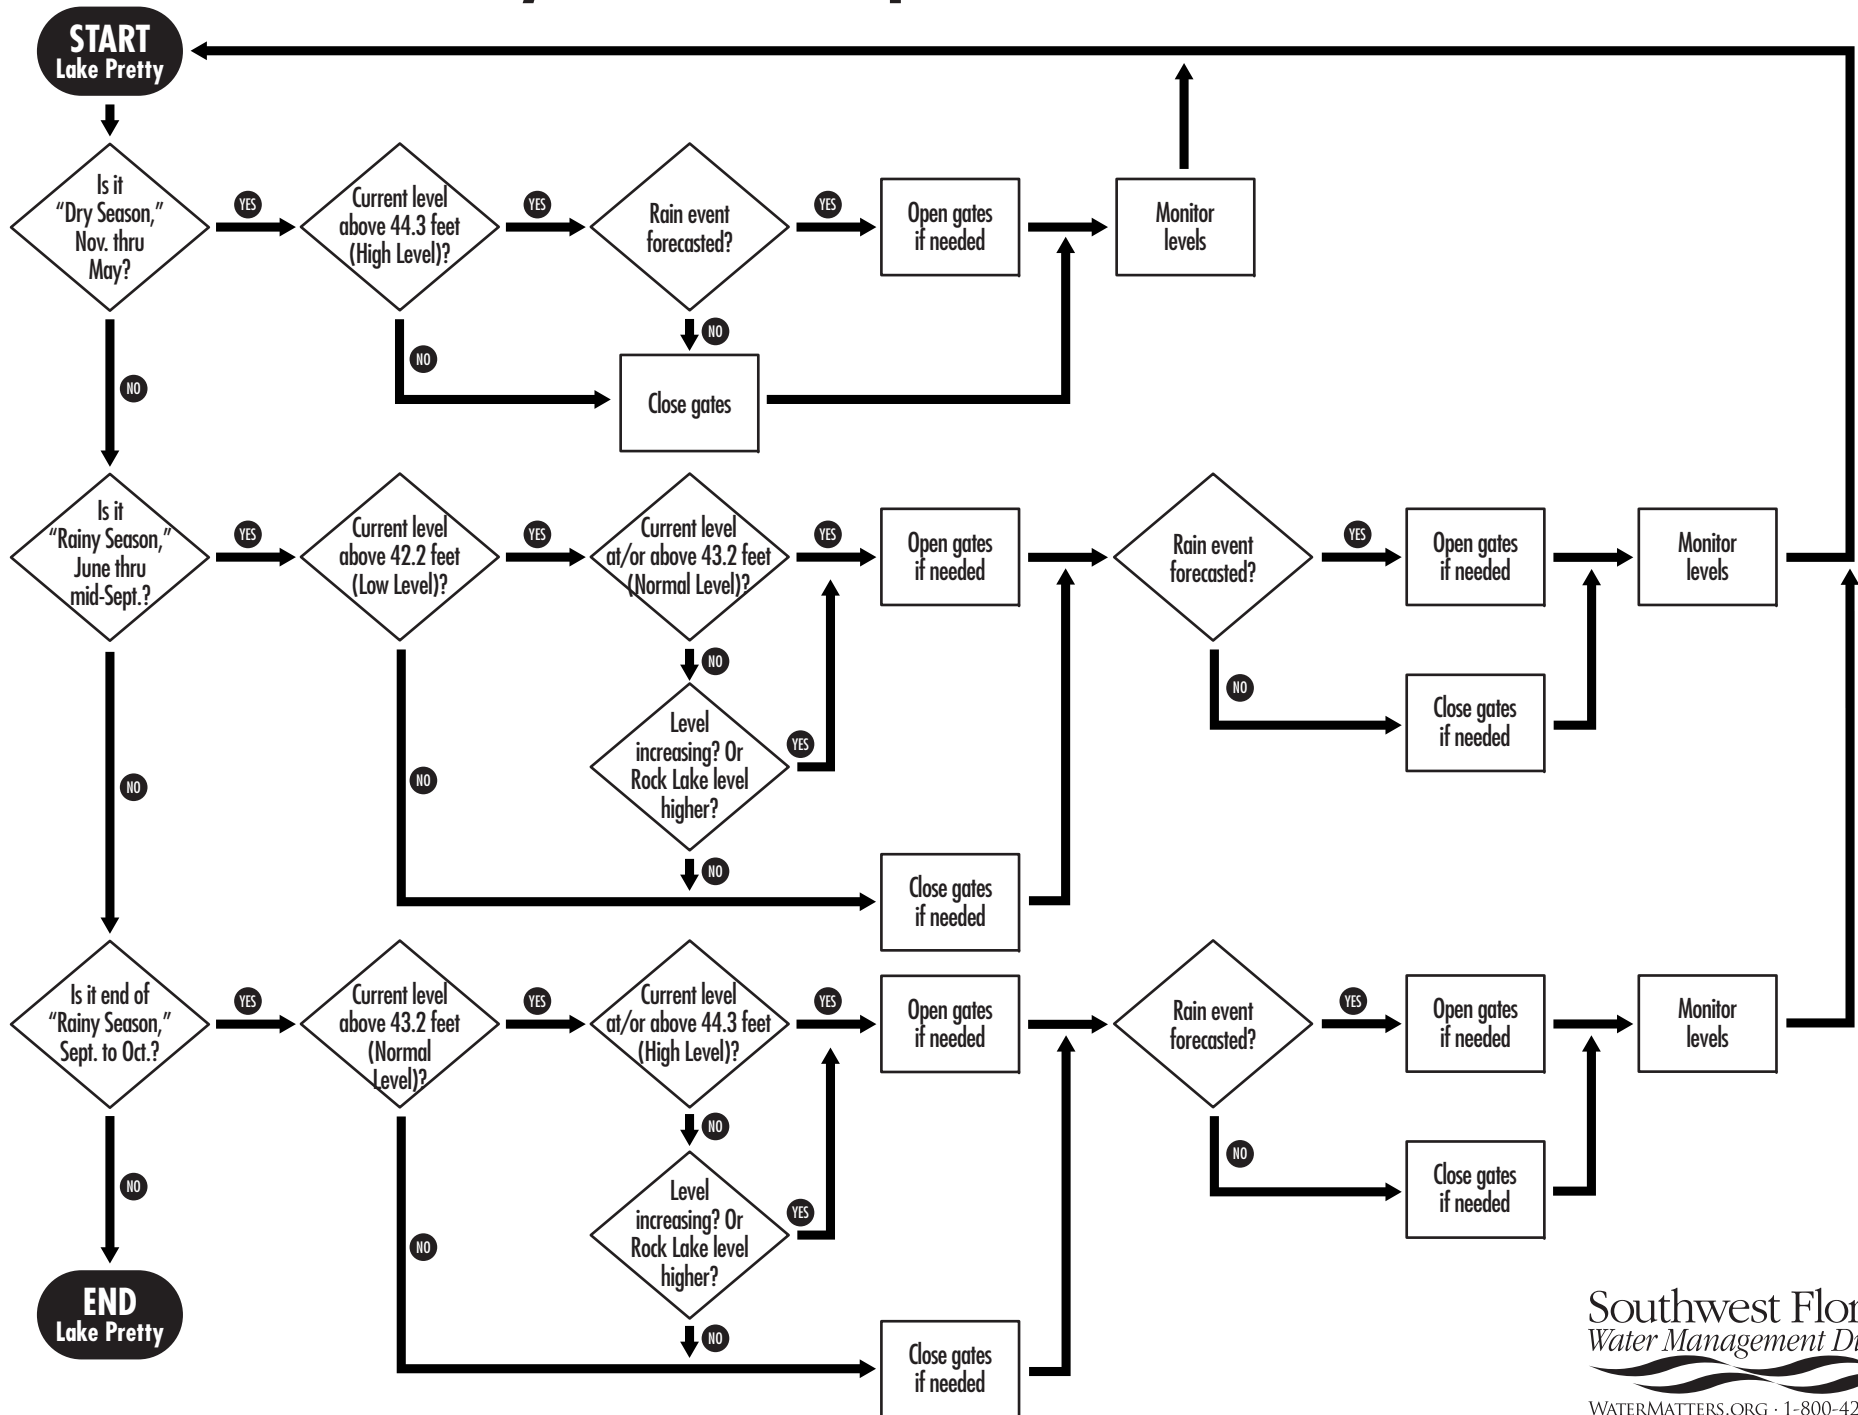 START
Lake Pretty
Is it
“Dry Season,”
Nov. thru
May?
YES
Current level
above 44.3 feet
(High Level)?
YES
Rain event
forecasted?
YES
Open gates
if needed
Monitor
levels
NO
NO
NO
Close gates
Is it
“Rainy Season,”
June thru
mid-Sept.?
YES
Current level
above 42.2 feet
(Low Level)?
YES
Current level
at/or above 43.2 feet
(Normal Level)?
YES
Open gates
if needed
Rain event
forecasted?
YES
Open gates
if needed
Monitor
levels
NO
NO
NO
Level
increasing? Or
Rock Lake level
higher?
YES
NO
NO
Close gates
if needed
Close gates
if needed
Is it end of
“Rainy Season,”
Sept. to Oct.?
YES
Current level
above 43.2 feet
(Normal
Level)?
YES
Current level
at/or above 44.3 feet
(High Level)?
YES
Open gates
if needed
Rain event
forecasted?
YES
Open gates
if needed
Monitor
levels
NO
NO
NO
Level
increasing? Or
Rock Lake level
higher?
YES
NO
NO
Close gates
if needed
Close gates
if needed
END
Lake Pretty
Southwest
Water Management
WATERMATTERS.ORG · 1-800-42